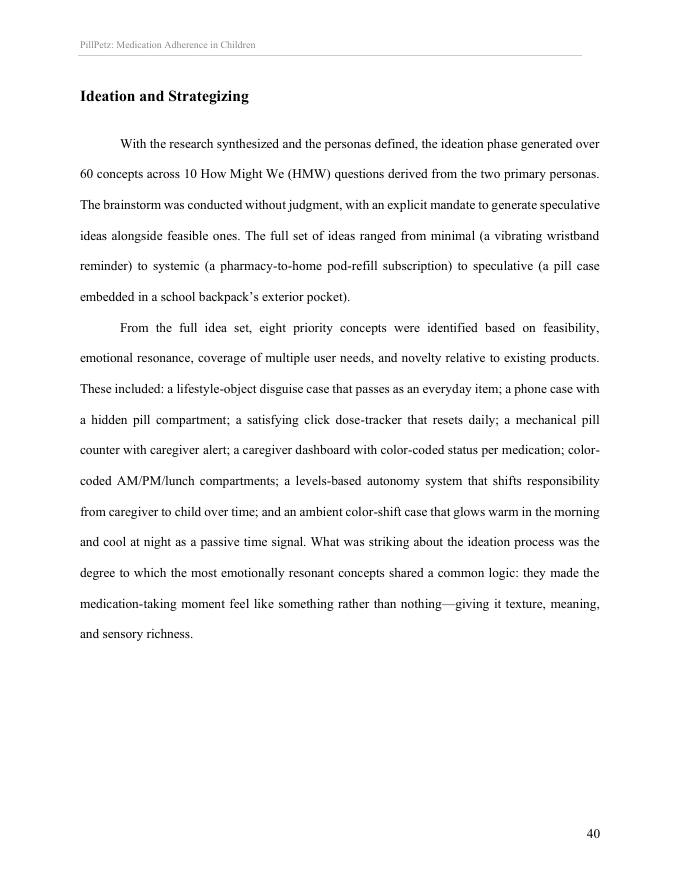 PillPetz: Medication Adherence in Children
Ideation and Strategizing
With the research synthesized and the personas defined, the ideation phase generated over
60 concepts across 10 How Might We (HMW) questions derived from the two primary personas.
The brainstorm was conducted without judgment, with an explicit mandate to generate speculative
ideas alongside feasible ones. The full set of ideas ranged from minimal (a vibrating wristband
reminder) to systemic (a pharmacy-to-home pod-refill subscription) to speculative (a pill case
embedded in a school backpack’s exterior pocket).
From the full idea set, eight priority concepts were identified based on feasibility,
emotional resonance, coverage of multiple user needs, and novelty relative to existing products.
These included: a lifestyle-object disguise case that passes as an everyday item; a phone case with
a hidden pill compartment; a satisfying click dose-tracker that resets daily; a mechanical pill
counter with caregiver alert; a caregiver dashboard with color-coded status per medication; color-
coded AM/PM/lunch compartments; a levels-based autonomy system that shifts responsibility
from caregiver to child over time; and an ambient color-shift case that glows warm in the morning
and cool at night as a passive time signal. What was striking about the ideation process was the
degree to which the most emotionally resonant concepts shared a common logic: they made the
medication-taking moment feel like something rather than nothing—giving it texture, meaning,
and sensory richness.
40